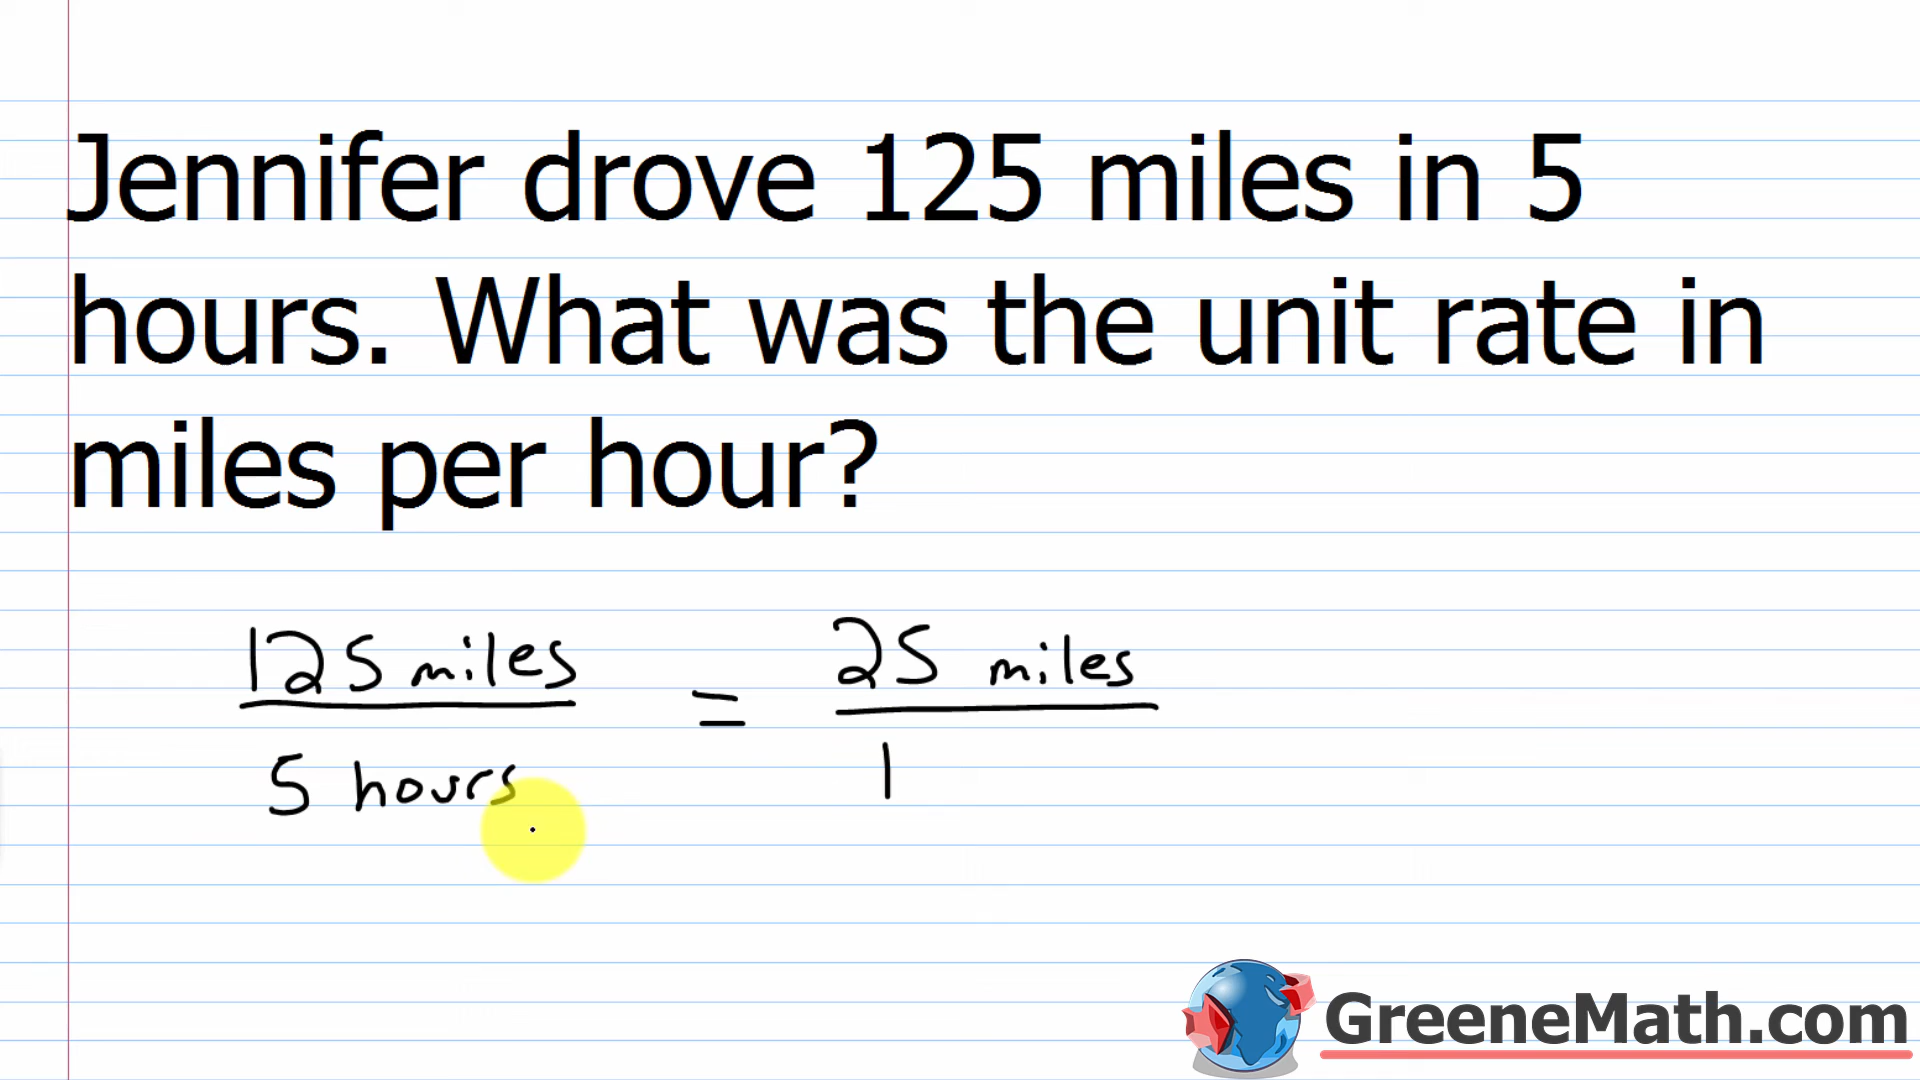 Jennifer drove 125 miles in 5
hours. What was the unit rate in
miles per hour?
125 miles = 25 miles
5 hours 1
GreeneMath.com